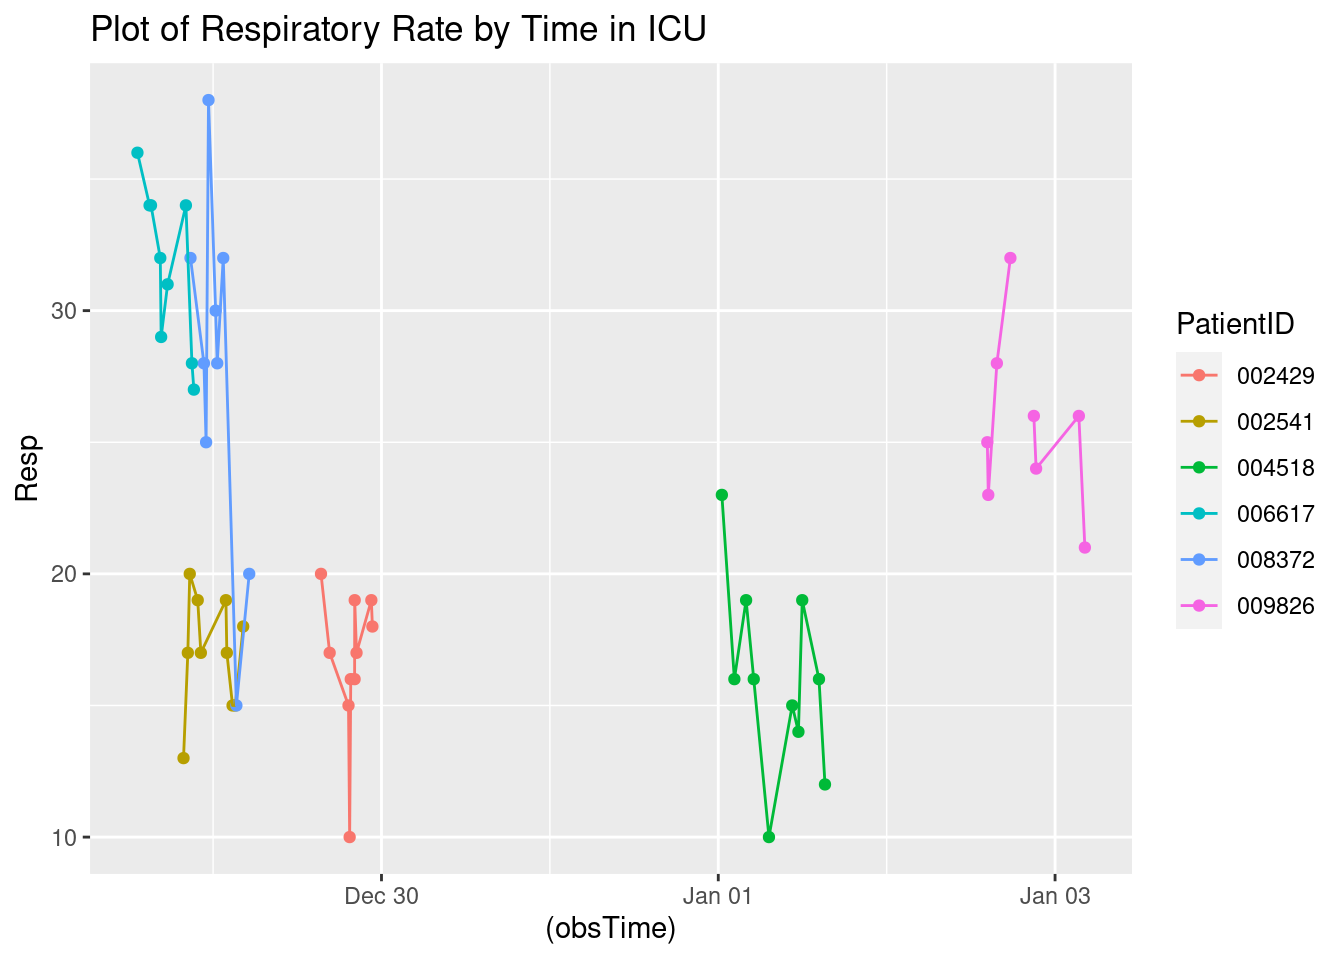 Plot of Respiratory Rate by Time in ICU
Resp
30
20
10
Dec 30
Jan 01
Jan 03
(obsTime)
PatientID
002429
002541
004518
006617
008372
009826